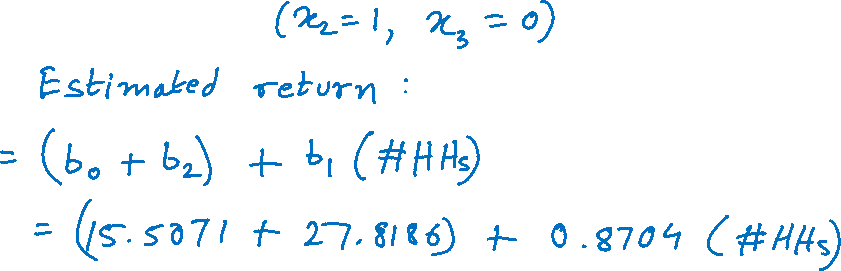 (x₂ = 1, x₃ = 0)
Estimated return :
= (b₀ + b₂) + b₁ (#HHs)
= (15.5071 + 27.8186) + 0.8704 (#HHs)